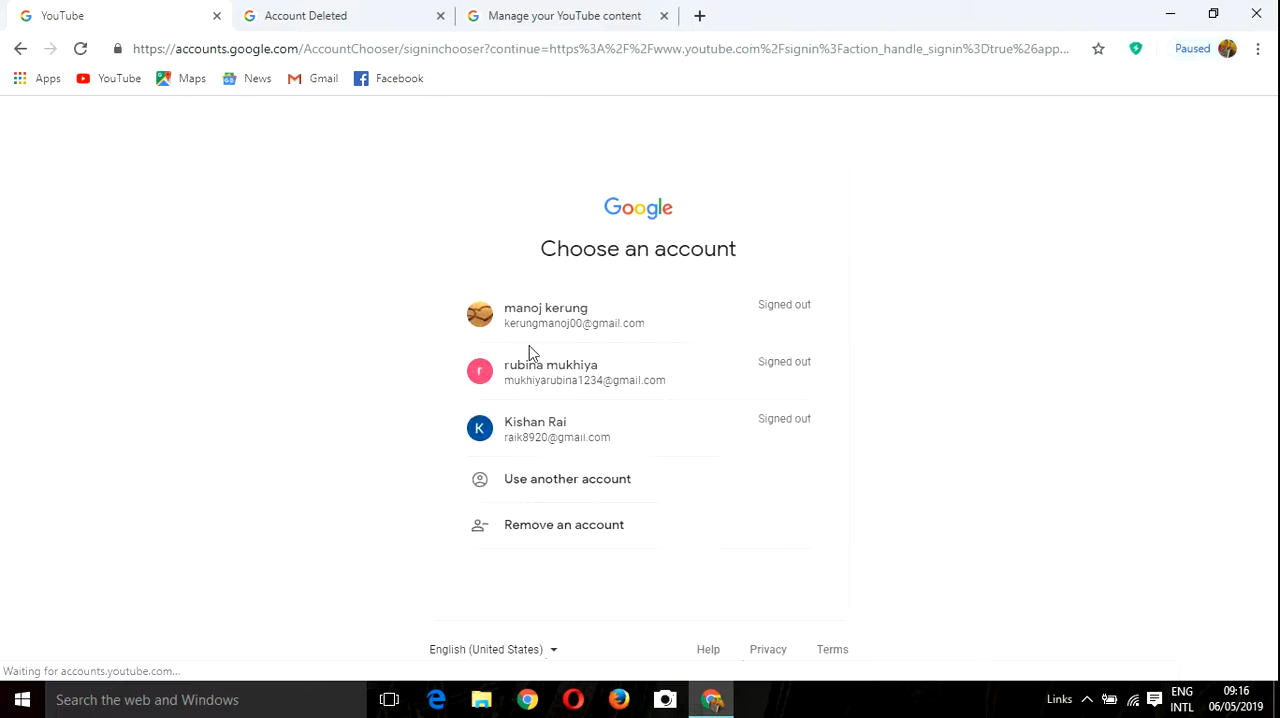 YouTube
Account Deleted
Manage your YouTube content
https://accounts.google.com/AccountChooser/signinchooser?continue=https%3A%2F%2Fwww.youtube.com%2Fsignin%3Faction_handle_signin%3Dtrue%26app...
Paused
Apps YouTube Maps News Gmail Facebook
Google
Choose an account
manoj kerung
kerungmanoj00@gmail.com
Signed out
r
rubina mukhiya
mukhiyarubina1234@gmail.com
Signed out
K
Kishan Rai
raik8920@gmail.com
Signed out
Use another account
Remove an account
English (United States) Help Privacy Terms
Waiting for accounts.youtube.com...
Search the web and Windows
Links
ENG
INTL
09:16
06/05/2019